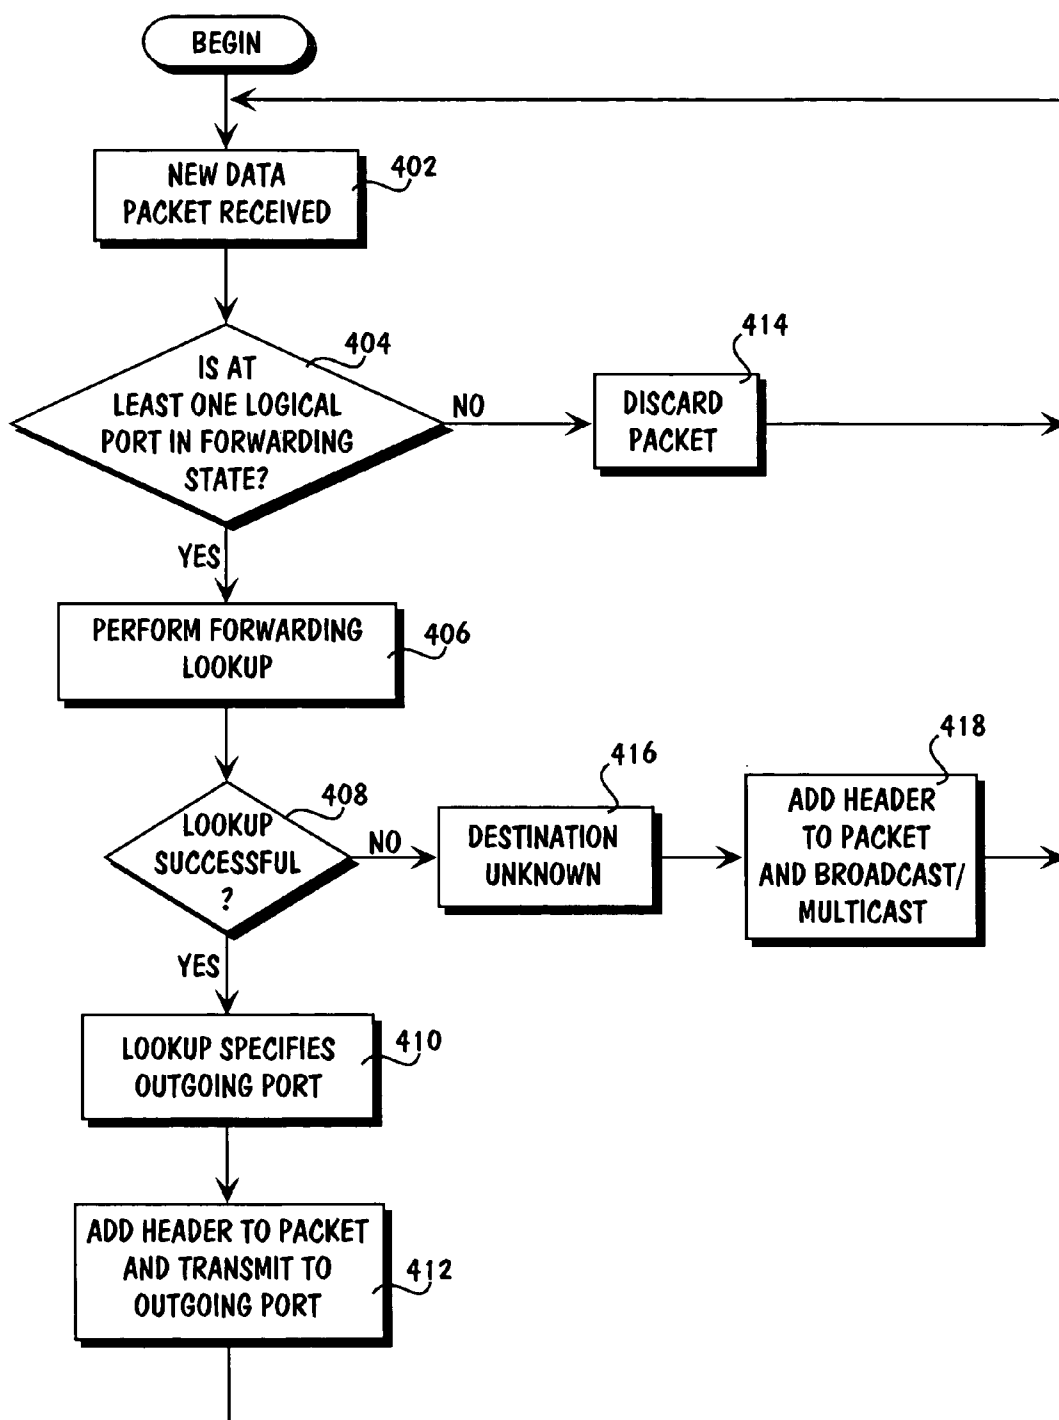 BEGIN
NEW DATA
PACKET RECEIVED
402
IS AT
LEAST ONE LOGICAL
PORT IN FORWARDING
STATE?
404
NO
DISCARD
PACKET
414
YES
PERFORM FORWARDING
LOOKUP
406
LOOKUP
SUCCESSFUL
?
408
NO
DESTINATION
UNKNOWN
416
ADD HEADER
TO PACKET
AND BROADCAST/
MULTICAST
418
YES
LOOKUP SPECIFIES
OUTGOING PORT
410
ADD HEADER TO PACKET
AND TRANSMIT TO
OUTGOING PORT
412